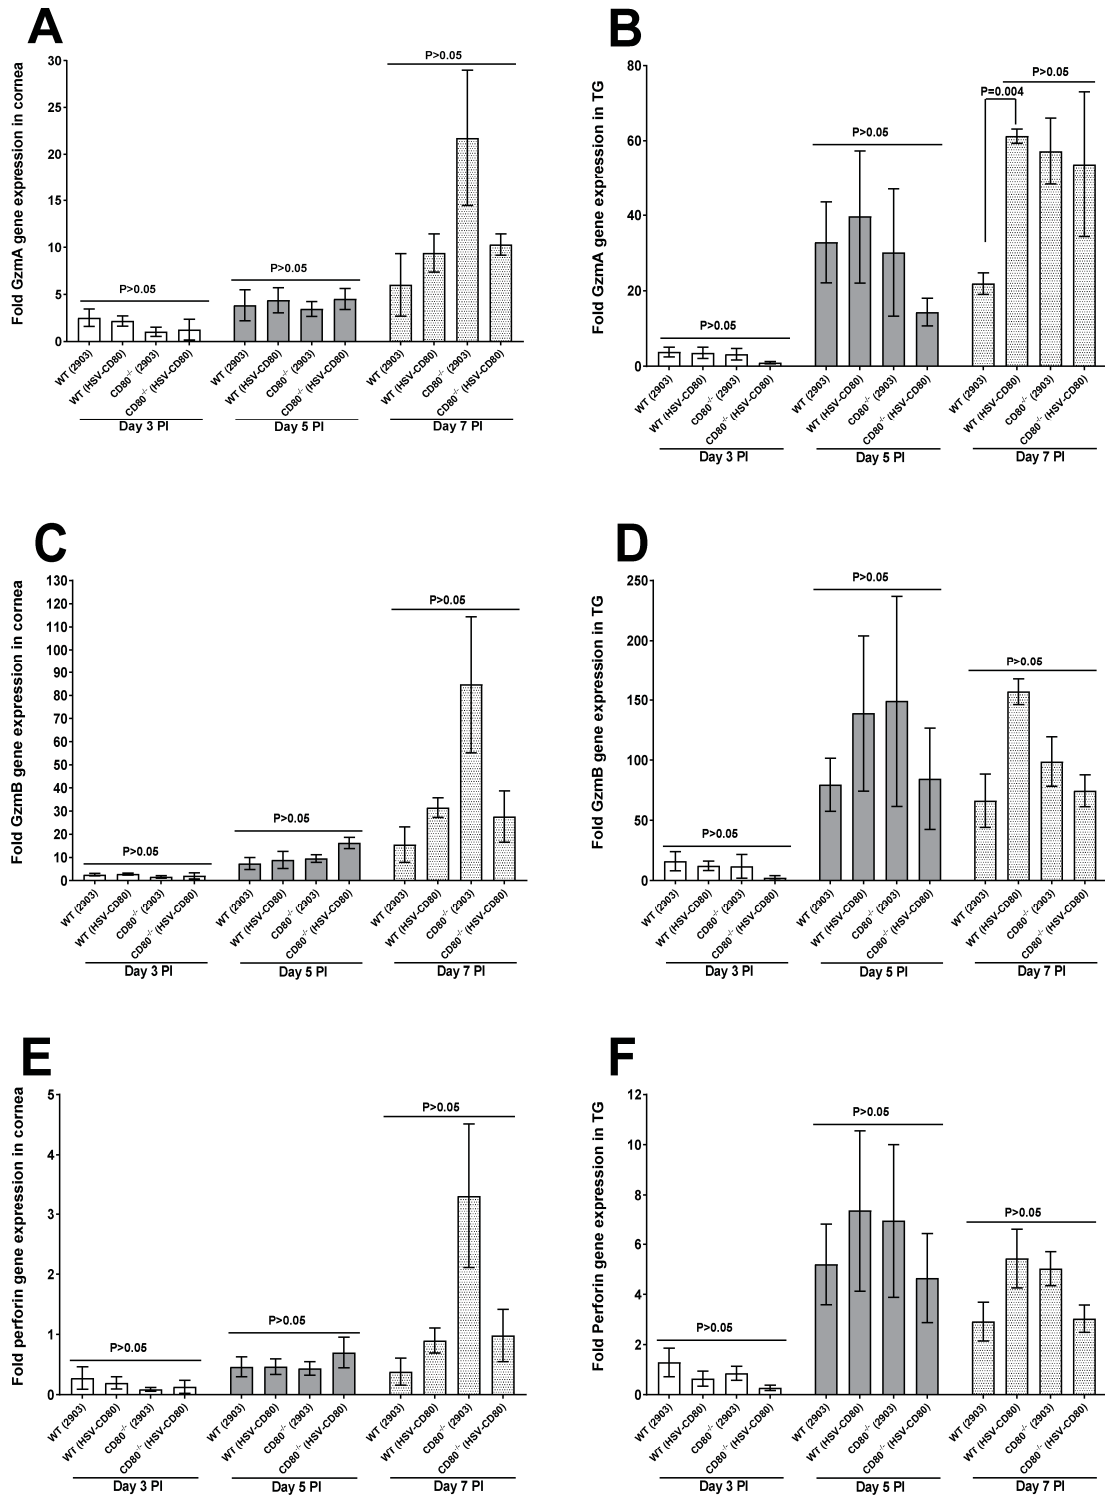 A
Fold GzmA gene expression in cornea
30
25
20
15
10
5
0
P>0.05
P>0.05
P>0.05
WT (2903)
WT (HSV-CD80)
CD80-/- (2903)
CD80-/- (HSV-CD80)
WT (2903)
WT (HSV-CD80)
CD80-/- (2903)
CD80-/- (HSV-CD80)
WT (2903)
WT (HSV-CD80)
CD80-/- (2903)
CD80-/- (HSV-CD80)
Day 3 PI
Day 5 PI
Day 7 PI
B
Fold GzmA gene expression in TG
80
60
40
20
0
P>0.05
P>0.05
P=0.004
P>0.05
WT (2903)
WT (HSV-CD80)
CD80-/- (2903)
CD80-/- (HSV-CD80)
WT (2903)
WT (HSV-CD80)
CD80-/- (2903)
CD80-/- (HSV-CD80)
WT (2903)
WT (HSV-CD80)
CD80-/- (2903)
CD80-/- (HSV-CD80)
Day 3 PI
Day 5 PI
Day 7 PI
C
Fold GzmB gene expression in cornea
130
120
110
100
90
80
70
60
50
40
30
20
10
0
P>0.05
P>0.05
P>0.05
WT (2903)
WT (HSV-CD80)
CD80-/- (2903)
CD80-/- (HSV-CD80)
WT (2903)
WT (HSV-CD80)
CD80-/- (2903)
CD80-/- (HSV-CD80)
WT (2903)
WT (HSV-CD80)
CD80-/- (2903)
CD80-/- (HSV-CD80)
Day 3 PI
Day 5 PI
Day 7 PI
D
Fold GzmB gene expression in TG
250
200
150
100
50
0
P>0.05
P>0.05
P>0.05
WT (2903)
WT (HSV-CD80)
CD80-/- (2903)
CD80-/- (HSV-CD80)
WT (2903)
WT (HSV-CD80)
CD80-/- (2903)
CD80-/- (HSV-CD80)
WT (2903)
WT (HSV-CD80)
CD80-/- (2903)
CD80-/- (HSV-CD80)
Day 3 PI
Day 5 PI
Day 7 PI
E
Fold perforin gene expression in cornea
5
4
3
2
1
0
P>0.05
P>0.05
P>0.05
WT (2903)
WT (HSV-CD80)
CD80-/- (2903)
CD80-/- (HSV-CD80)
WT (2903)
WT (HSV-CD80)
CD80-/- (2903)
CD80-/- (HSV-CD80)
WT (2903)
WT (HSV-CD80)
CD80-/- (2903)
CD80-/- (HSV-CD80)
Day 3 PI
Day 5 PI
Day 7 PI
F
Fold Perforin gene expression in TG
12
10
8
6
4
2
0
P>0.05
P>0.05
P>0.05
WT (2903)
WT (HSV-CD80)
CD80-/- (2903)
CD80-/- (HSV-CD80)
WT (2903)
WT (HSV-CD80)
CD80-/- (2903)
CD80-/- (HSV-CD80)
WT (2903)
WT (HSV-CD80)
CD80-/- (2903)
CD80-/- (HSV-CD80)
Day 3 PI
Day 5 PI
Day 7 PI